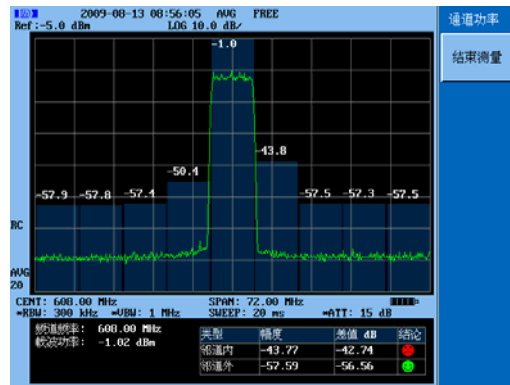 2009-08-13 08:56:05 AVG FREE
Ref:-5.0 dBm LOG 10.0 dB/
通道功率
结束测量
-1.0
-43.8
-50.4
-57.9 -57.8 -57.4 -57.5 -57.3 -57.5
RC
AVG
20
CENT: 608.00 MHz SPAN: 72.00 MHz
*RBW: 300 kHz *VBW: 1 MHz SWEEP: 20 ms *ATT: 15 dB
频道频率: 608.00 MHz
载波功率: -1.02 dBm
类型 幅度 差值 dB 结论
邻道内 -43.77 -42.74
邻道外 -57.59 -56.56